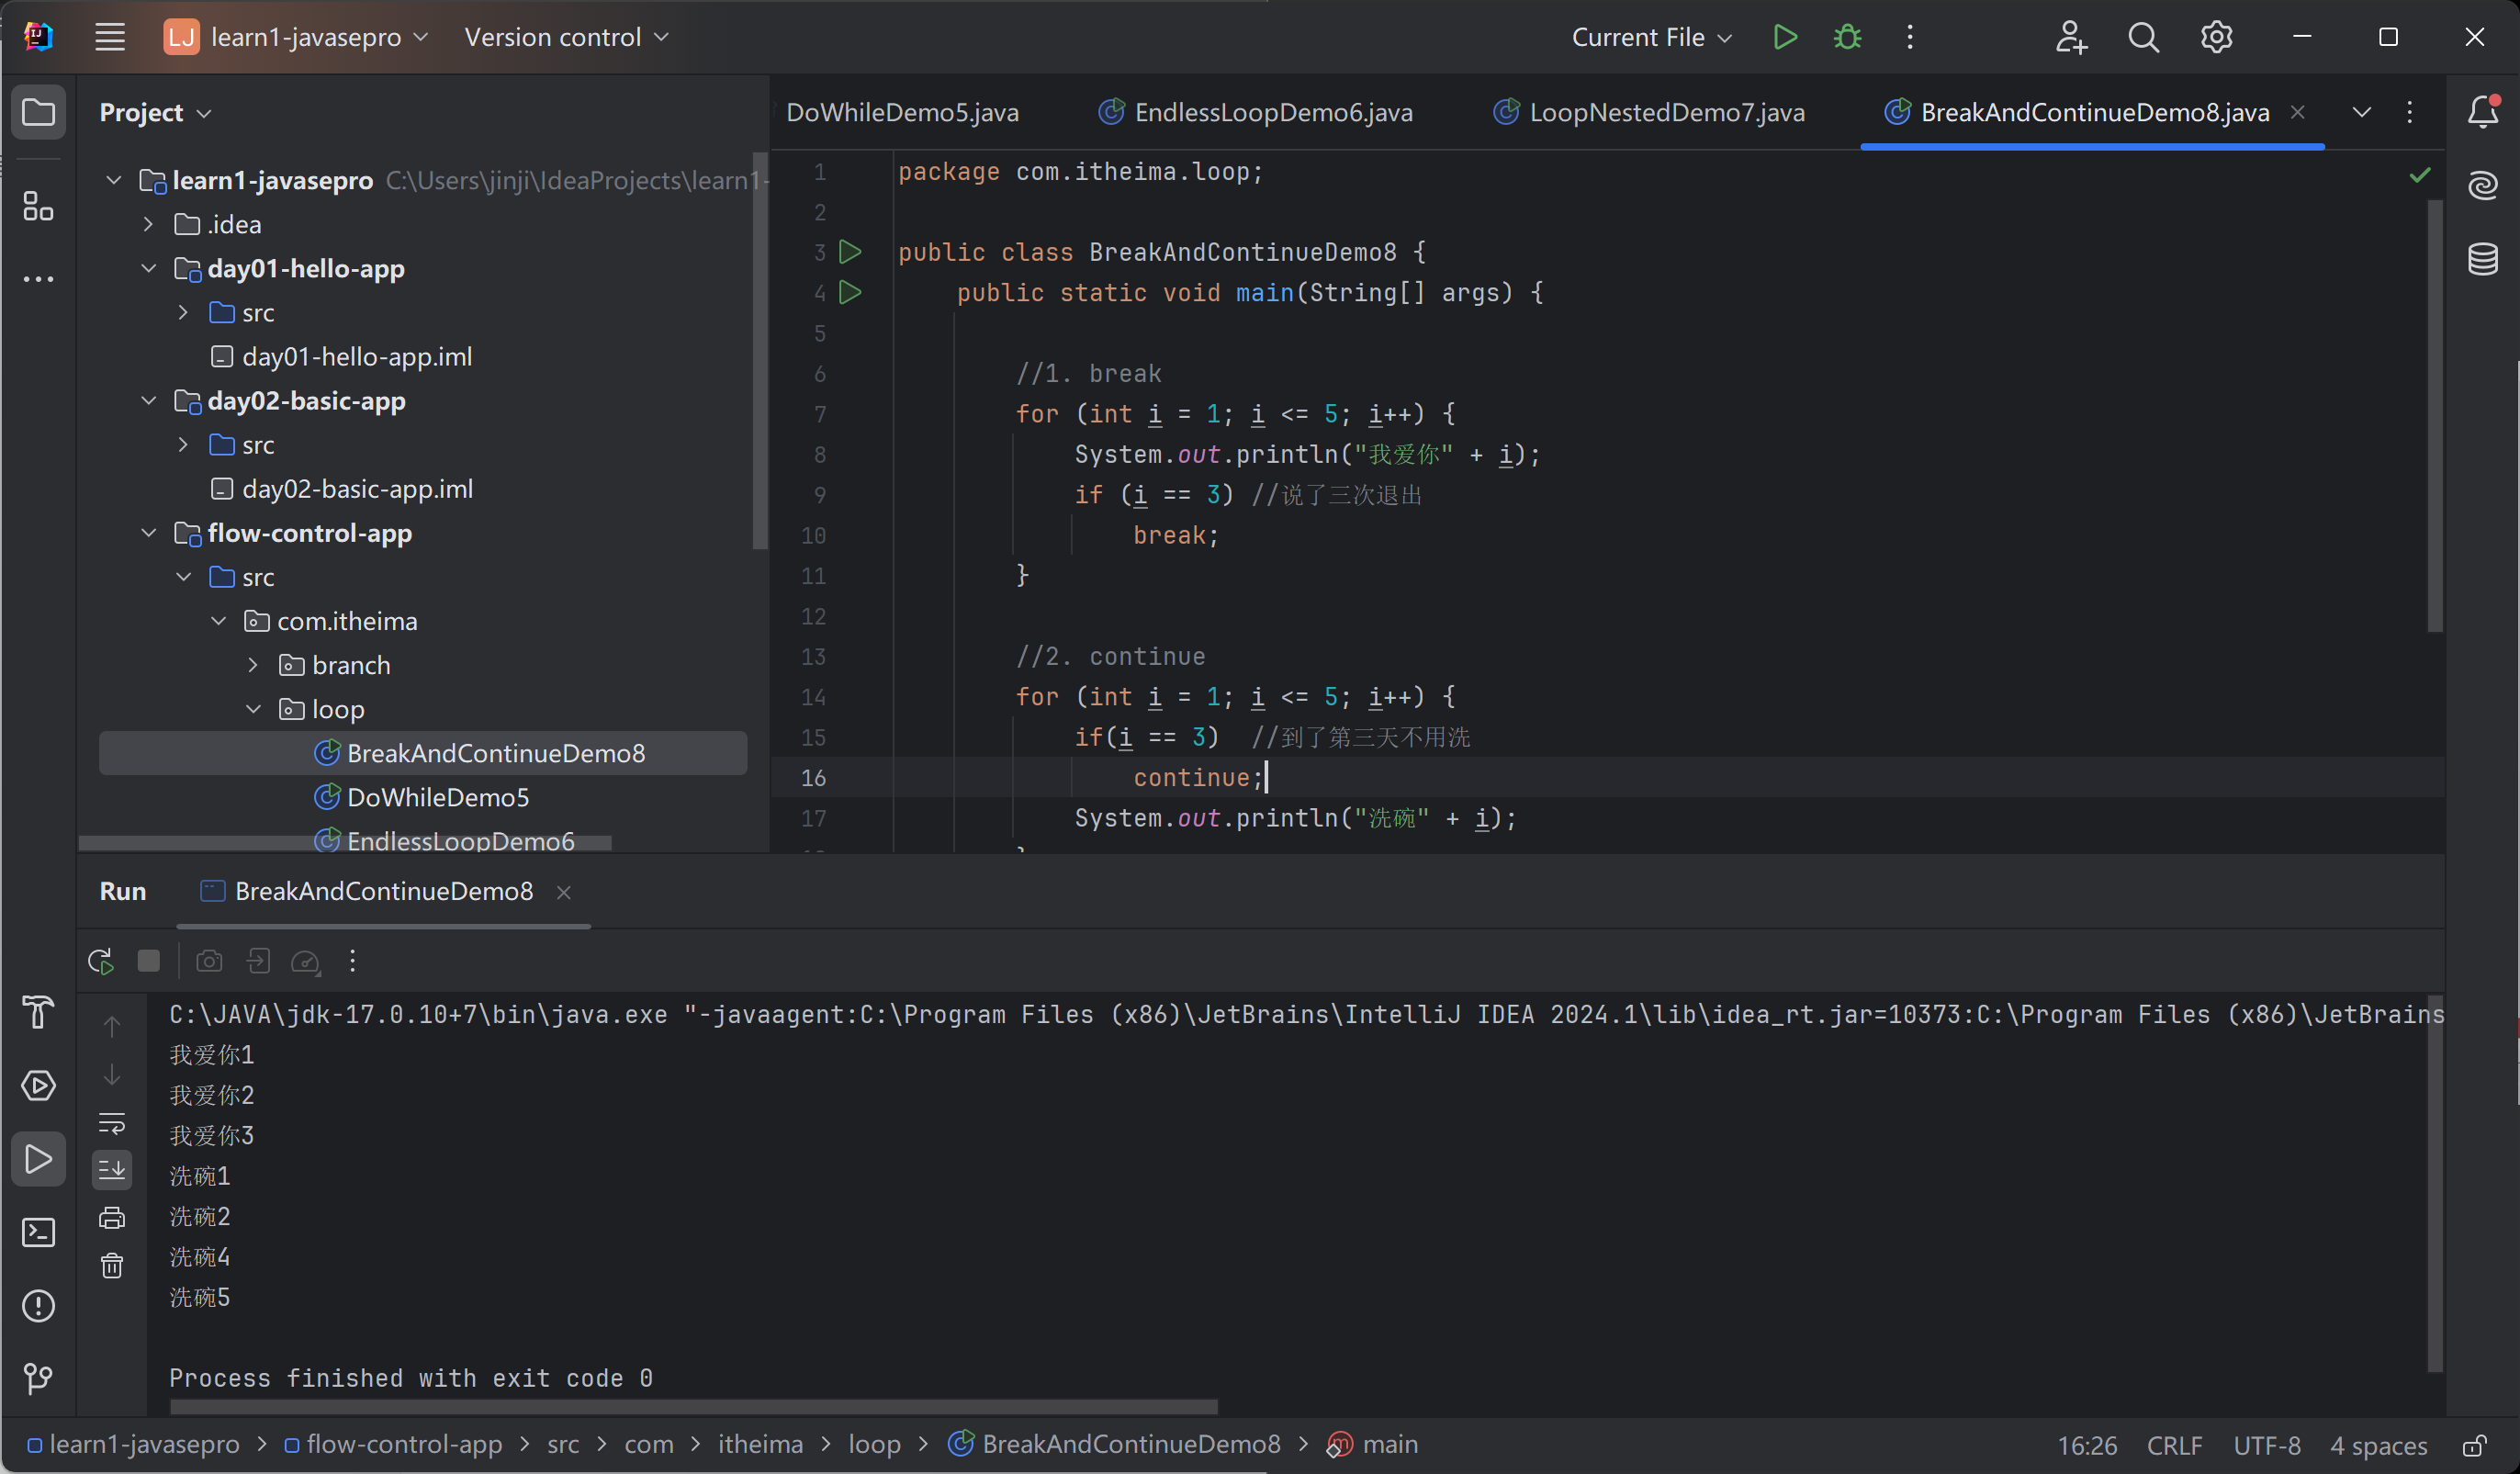 LJ learn1-javasepro Version control Current File
Project
learn1-javasepro C:\Users\jinji\IdeaProjects\learn1-
.idea
day01-hello-app
src
day01-hello-app.iml
day02-basic-app
src
day02-basic-app.iml
flow-control-app
src
com.itheima
branch
loop
BreakAndContinueDemo8
DoWhileDemo5
EndlessLoopDemo6
DoWhileDemo5.java EndlessLoopDemo6.java LoopNestedDemo7.java BreakAndContinueDemo8.java
1 package com.itheima.loop;
2
3 public class BreakAndContinueDemo8 {
4 public static void main(String[] args) {
5
6 //1. break
7 for (int i = 1; i <= 5; i++) {
8 System.out.println("我爱你" + i);
9 if (i == 3) //说了三次退出
10 break;
11 }
12
13 //2. continue
14 for (int i = 1; i <= 5; i++) {
15 if(i == 3) //到了第三天不用洗
16 continue;
17 System.out.println("洗碗" + i);
Run BreakAndContinueDemo8
C:\JAVA\jdk-17.0.10+7\bin\java.exe "-javaagent:C:\Program Files (x86)\JetBrains\IntelliJ IDEA 2024.1\lib\idea_rt.jar=10373:C:\Program Files (x86)\JetBrains
我爱你1
我爱你2
我爱你3
洗碗1
洗碗2
洗碗4
洗碗5
Process finished with exit code 0
learn1-javasepro > flow-control-app > src > com > itheima > loop > BreakAndContinueDemo8 > main 16:26 CRLF UTF-8 4 spaces